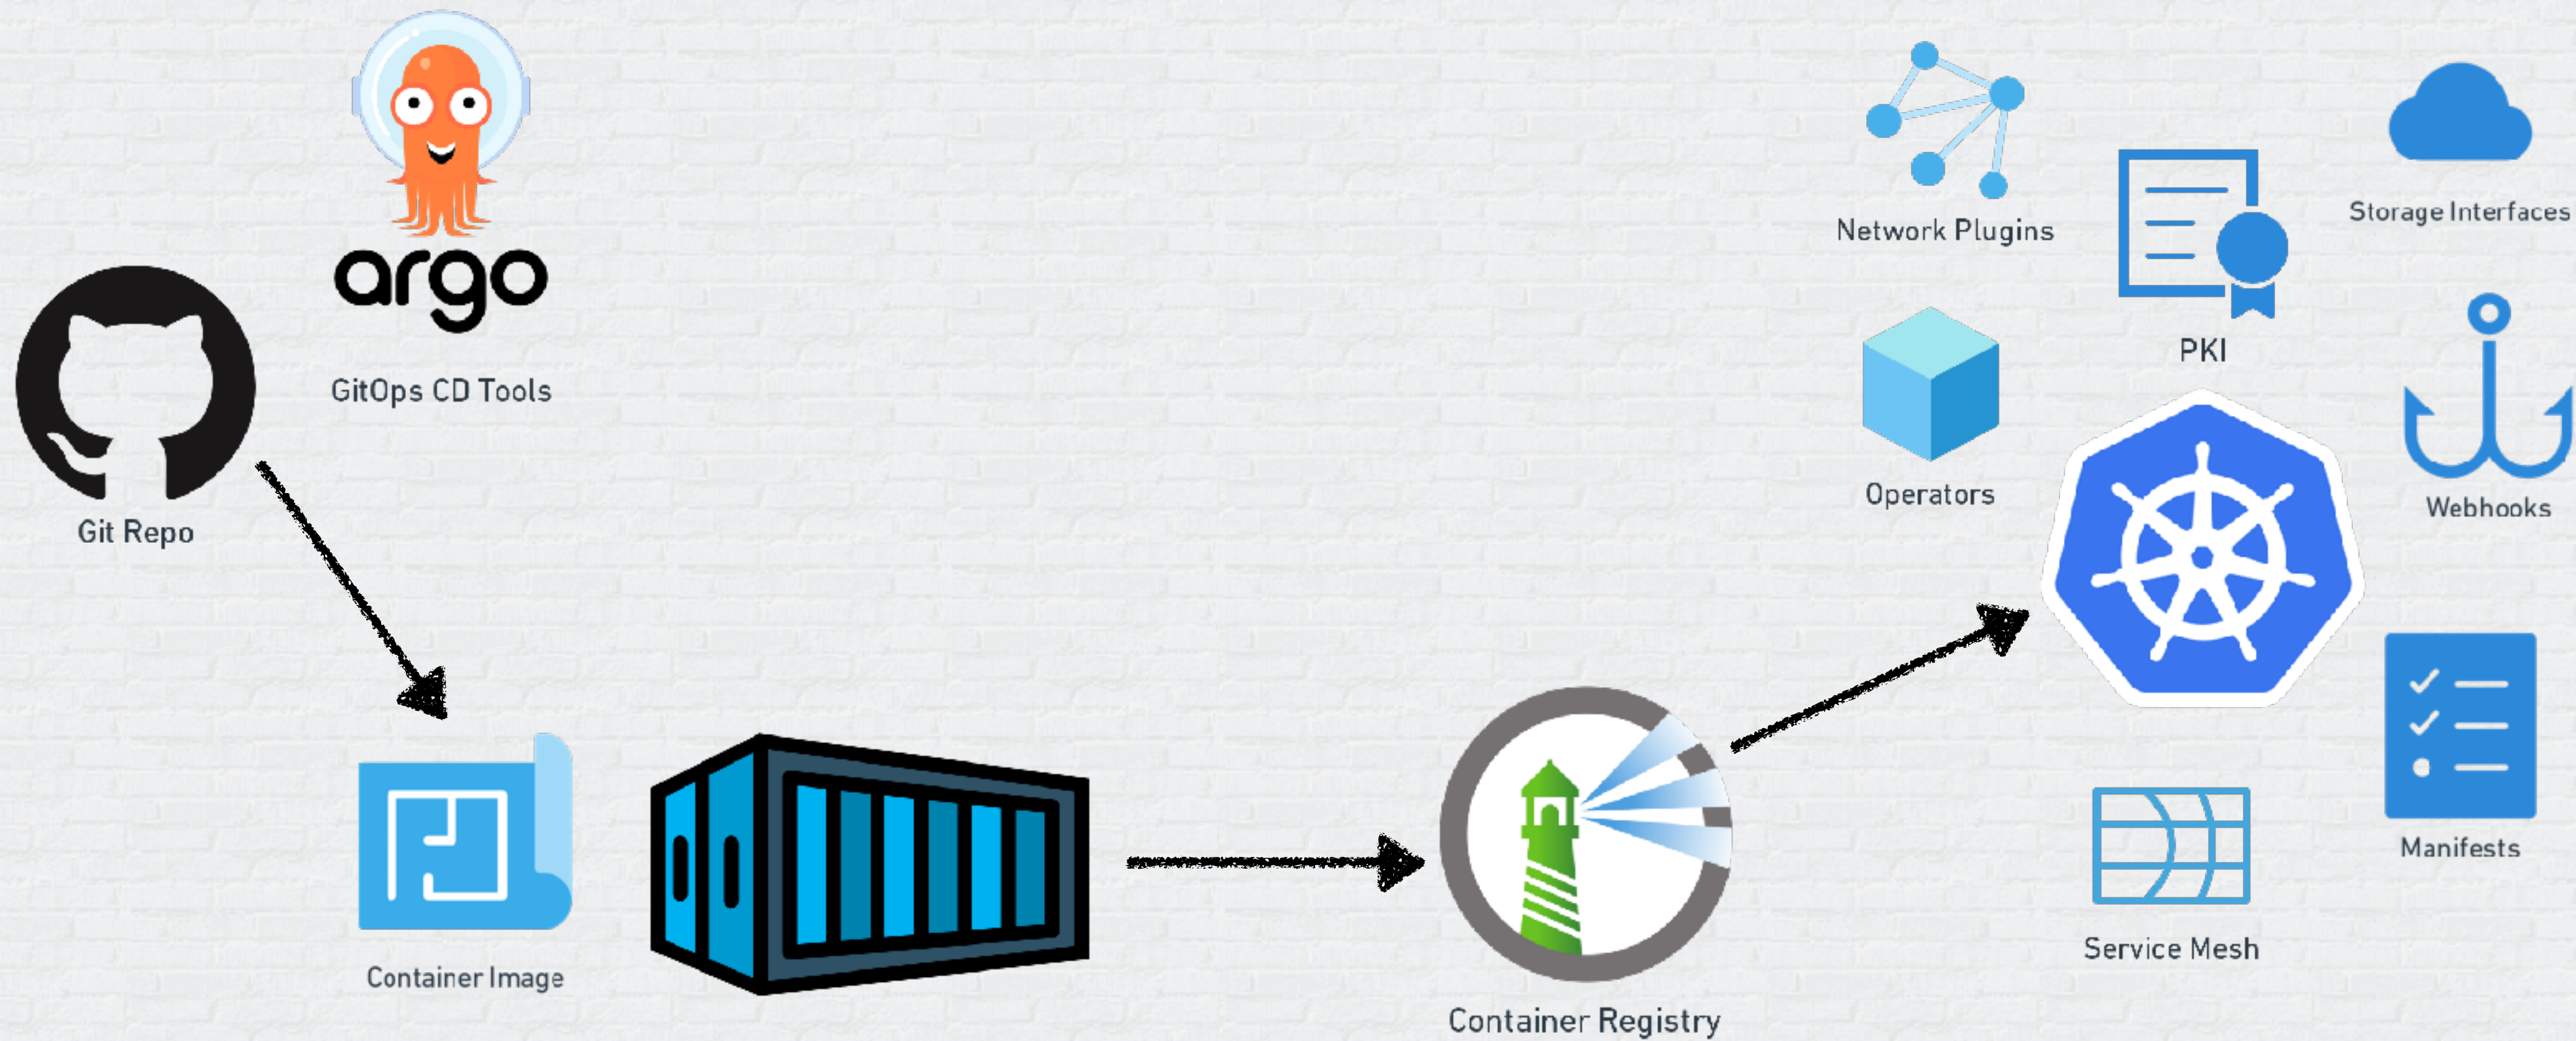 argo
GitOps CD Tools
Git Repo
Container Image
Container Registry
Network Plugins
Storage Interfaces
PKI
Operators
Webhooks
Manifests
Service Mesh